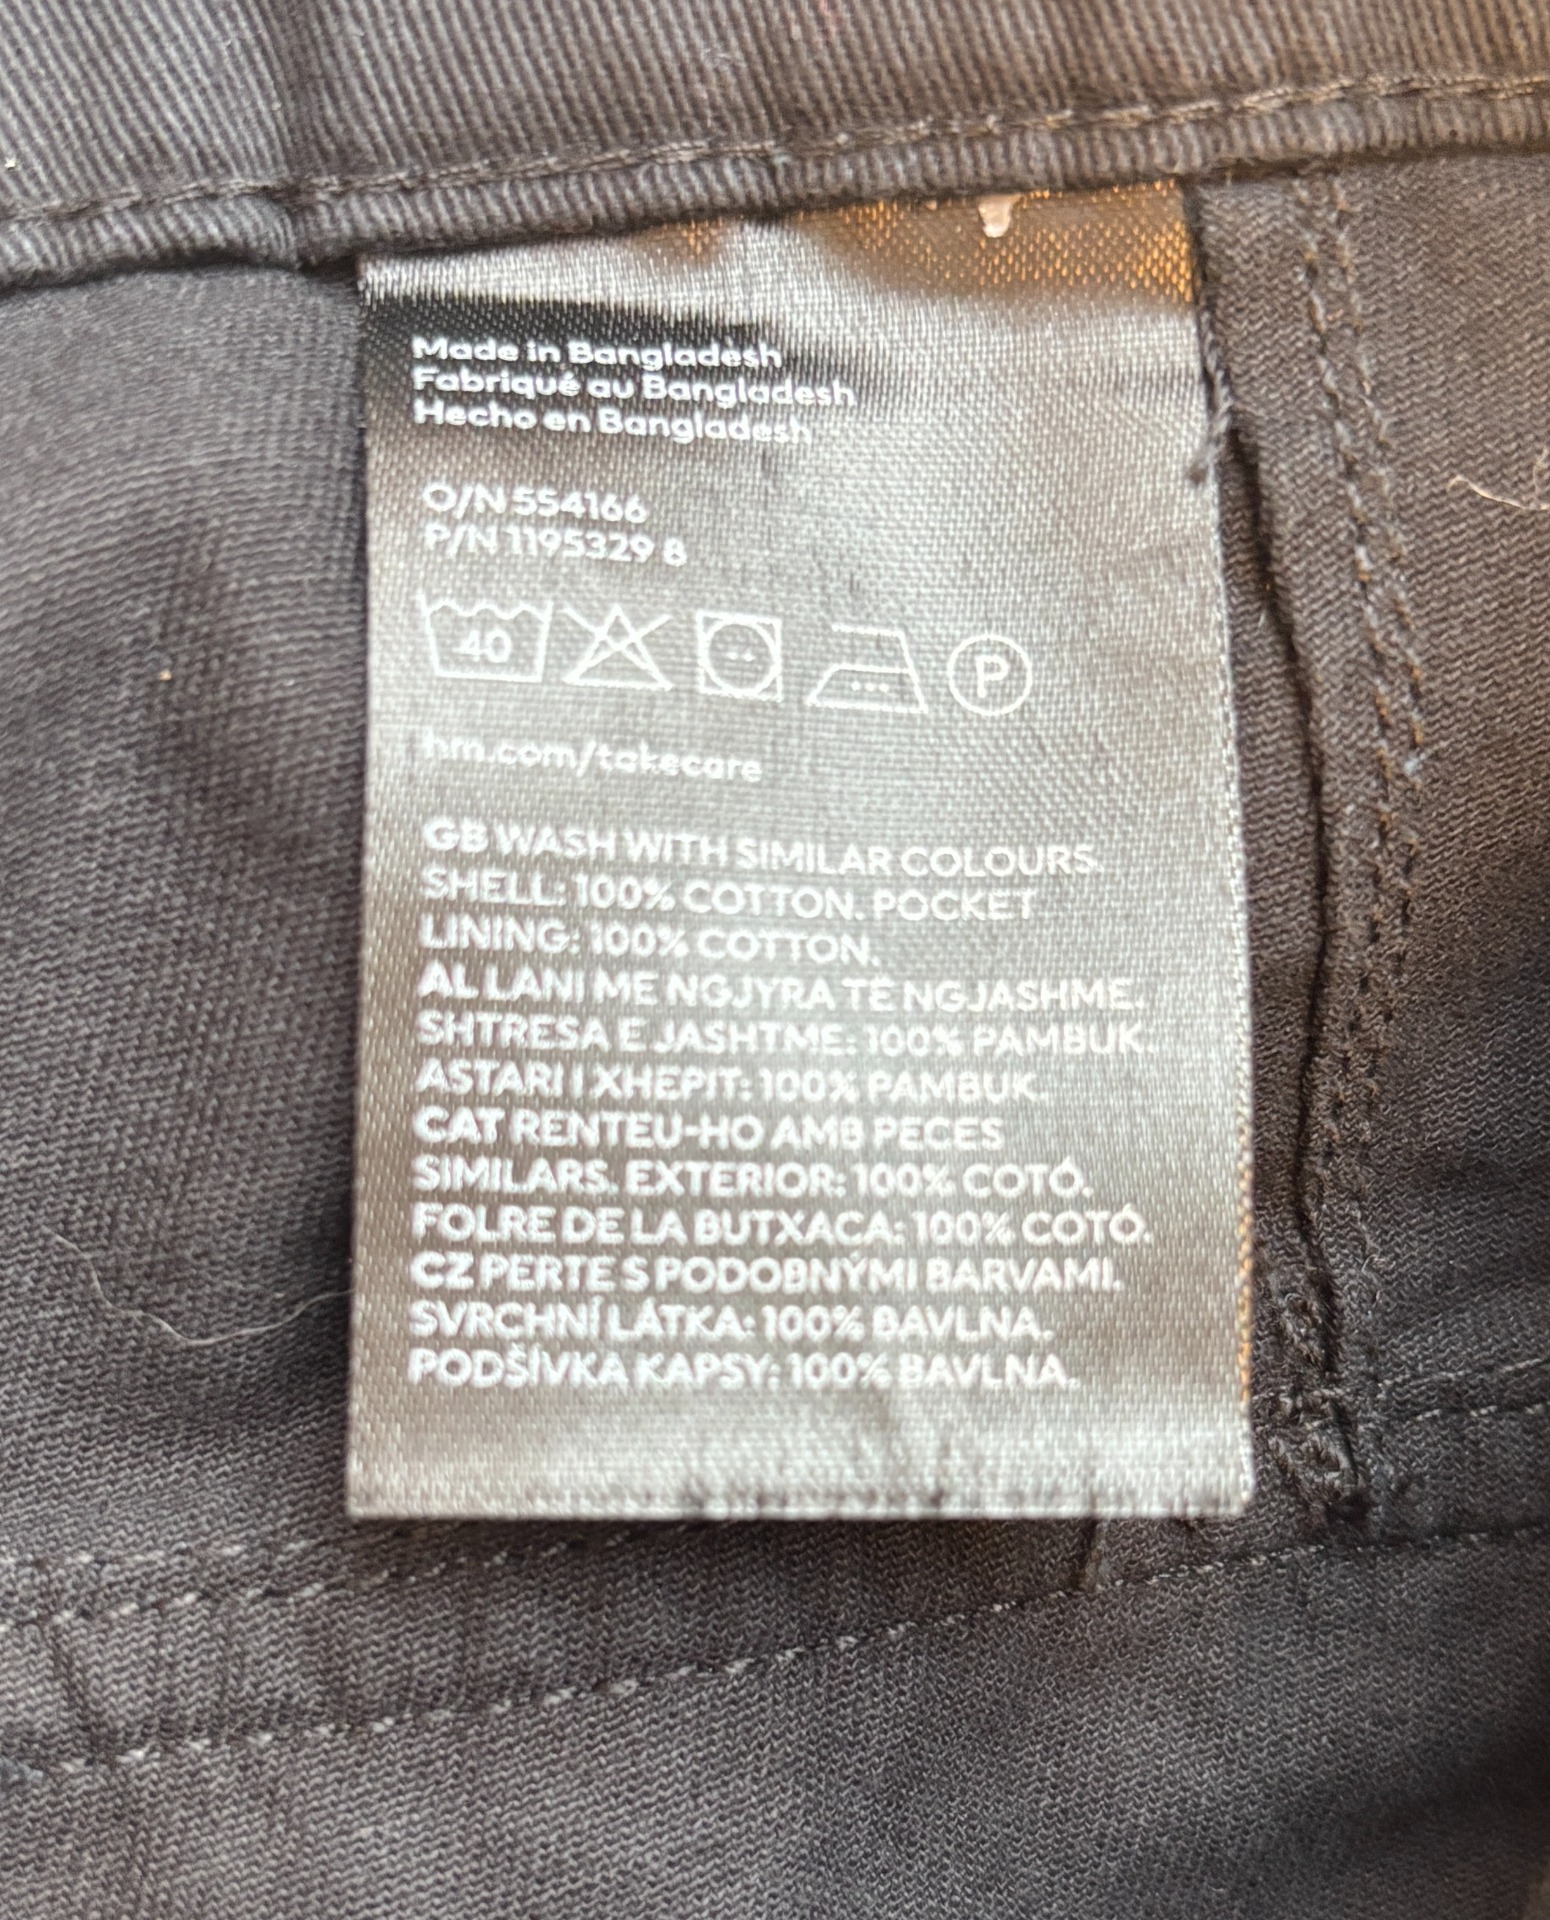 Made in Bangladesh
Fabriqué au Bangladesh
Hecho en Bangladesh
O/N 554166
P/N 1195329 8
40
P
hm.com/takecare
GB WASH WITH SIMILAR COLOURS.
SHELL: 100% COTTON. POCKET
LINING: 100% COTTON.
AL LANI ME NGJYRA TË NGJASHME.
SHTRESA E JASHTME: 100% PAMBUK.
ASTARI I XHEPIT: 100% PAMBUK.
CAT RENTEU-HO AMB PECES
SIMILARS. EXTERIOR: 100% COTÓ.
FOLRE DE LA BUTXACA: 100% COTÓ.
CZ PERTE S PODOBNÝMI BARVAMI.
SVRCHNÍ LÁTKA: 100% BAVLNA.
PODŠÍVKA KAPSY: 100% BAVLNA.